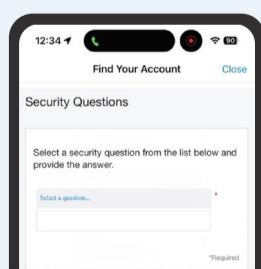 12:34
90
Find Your Account
Close
Security Questions
Select a security question from the list below and
provide the answer.
Select a question...
*
*Required